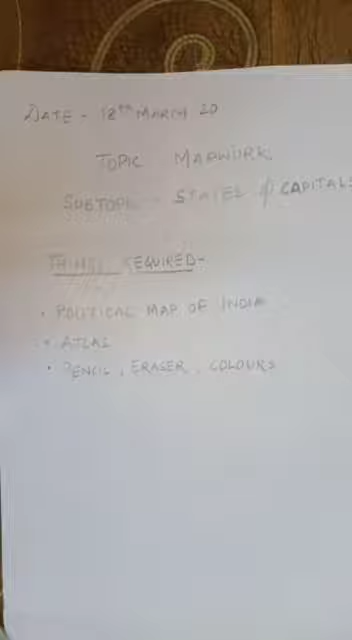 DATE - 18TH MARCH 20
TOPIC MAPWORK
SUBTOPIC - STATES & CAPITALS
THINGS REQUIRED-
• POLITICAL MAP OF INDIA
• ATLAS
• PENCIL, ERASER, COLOURS